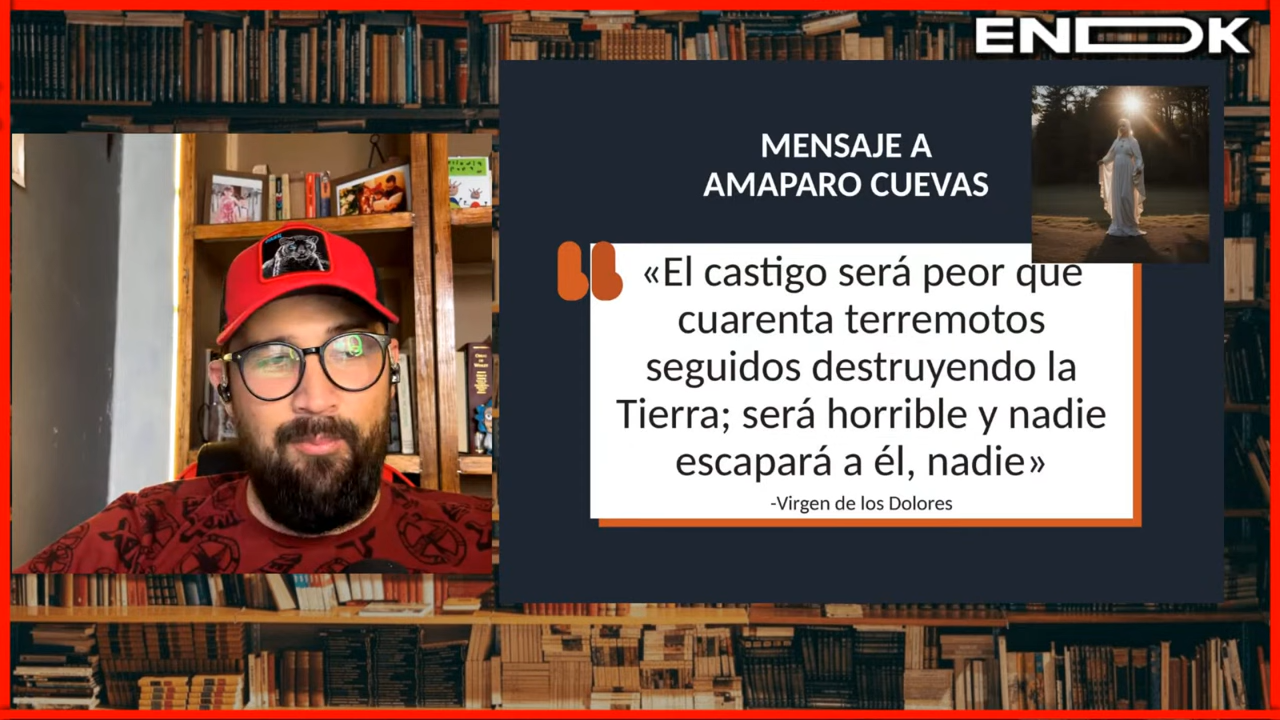 ENDK
MENSAJE A
AMAPARO CUEVAS
«El castigo será peor que
cuarenta terremotos
seguidos destruyendo la
Tierra; será horrible y nadie
escapará a él, nadie»
-Virgen de los Dolores